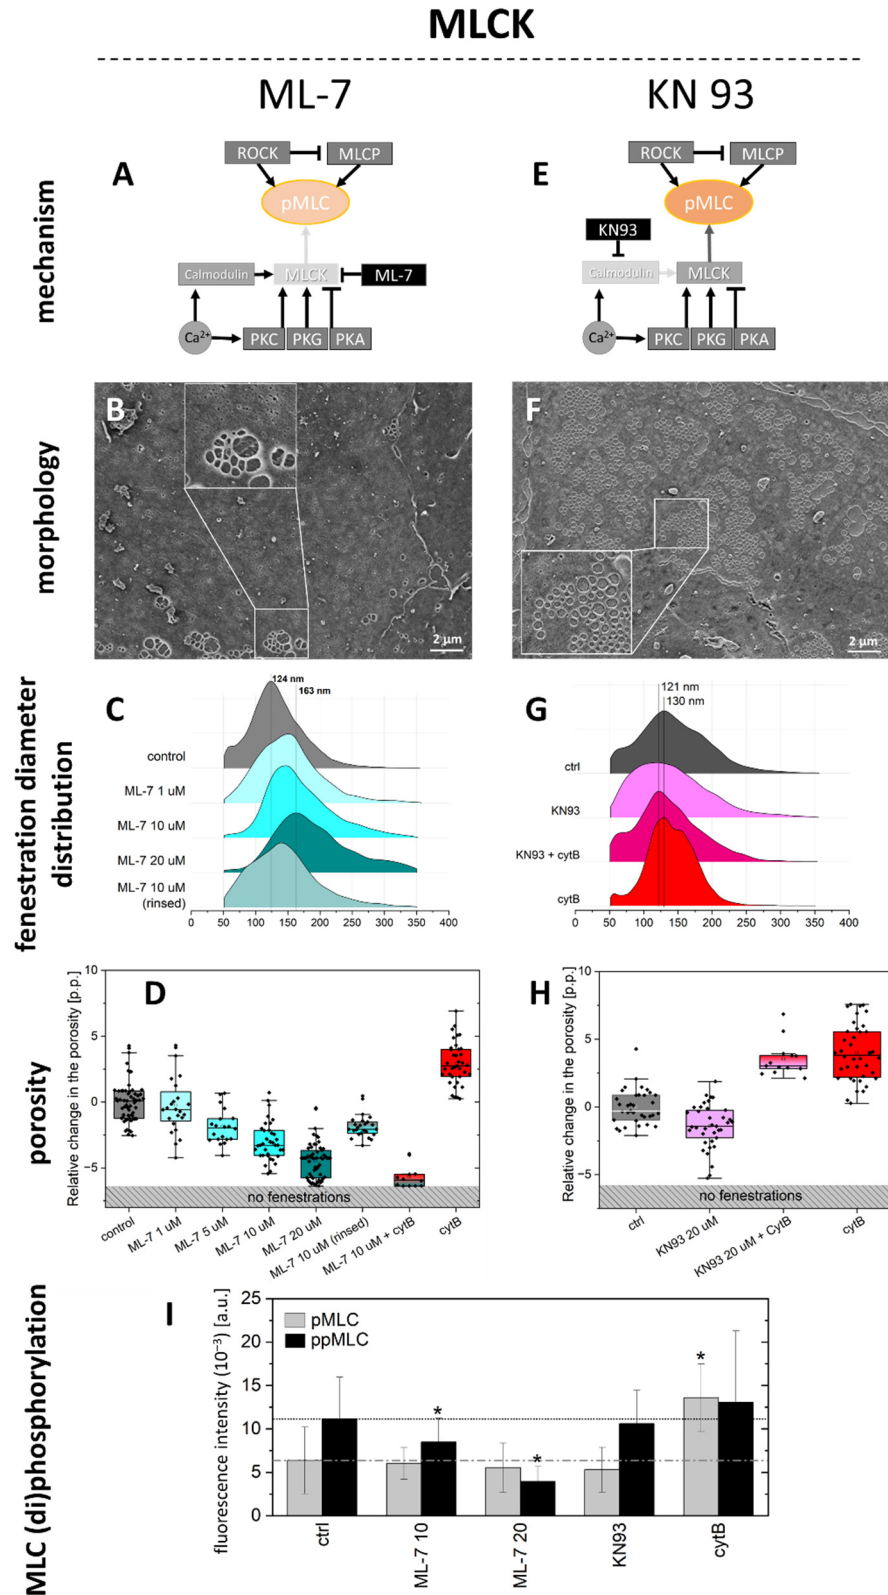 MLCK
ML-7
KN 93
mechanism
A
ROCK
MLCP
pMLC
Calmodulin
MLCK
ML-7
Ca²⁺
PKC
PKG
PKA
E
ROCK
MLCP
pMLC
KN93
Calmodulin
MLCK
Ca²⁺
PKC
PKG
PKA
morphology
B
2 µm
F
2 µm
fenestration diameter
distribution
C
124 nm
163 nm
control
ML-7 1 uM
ML-7 10 uM
ML-7 20 uM
ML-7 10 uM
(rinsed)
0 50 100 150 200 250 300 350 400
G
121 nm
130 nm
ctrl
KN93
KN93 + cytB
cytB
0 50 100 150 200 250 300 350 400
porosity
D
Relative change in the porosity [p.p.]
10
5
0
−5
no fenestrations
control
ML-7 1 uM
ML-7 5 uM
ML-7 10 uM
ML-7 20 uM
ML-7 10 uM (rinsed)
ML-7 10 uM + cytB
cytB
H
Relative change in the porosity [p.p.]
10
5
0
−5
no fenestrations
ctrl
KN93 20 uM
KN93 20 uM + CytB
cytB
MLC (di)phosphorylation
I
fluorescence intensity (10⁻³) [a.u.]
25
20
15
10
5
0
pMLC
ppMLC
*
*
*
ctrl
ML-7 10
ML-7 20
KN93
cytB